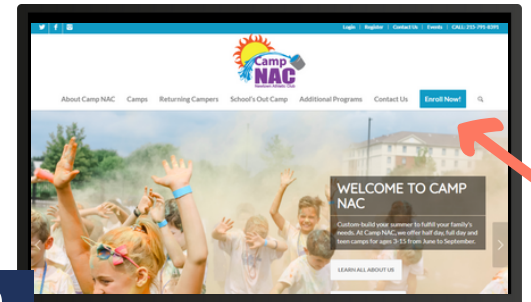 Login | Register | Contact Us | Events | CALL: 215-791-8391
Camp
NAC
Newtown Athletic Club
About Camp NAC Camps Returning Campers School's Out Camp Additional Programs Contact Us Enroll Now!
WELCOME TO CAMP
NAC
Custom-build your summer to fulfill your family's
needs. At Camp NAC, we offer half day, full day and
teen camps for ages 3-15 from June to September.
LEARN ALL ABOUT US